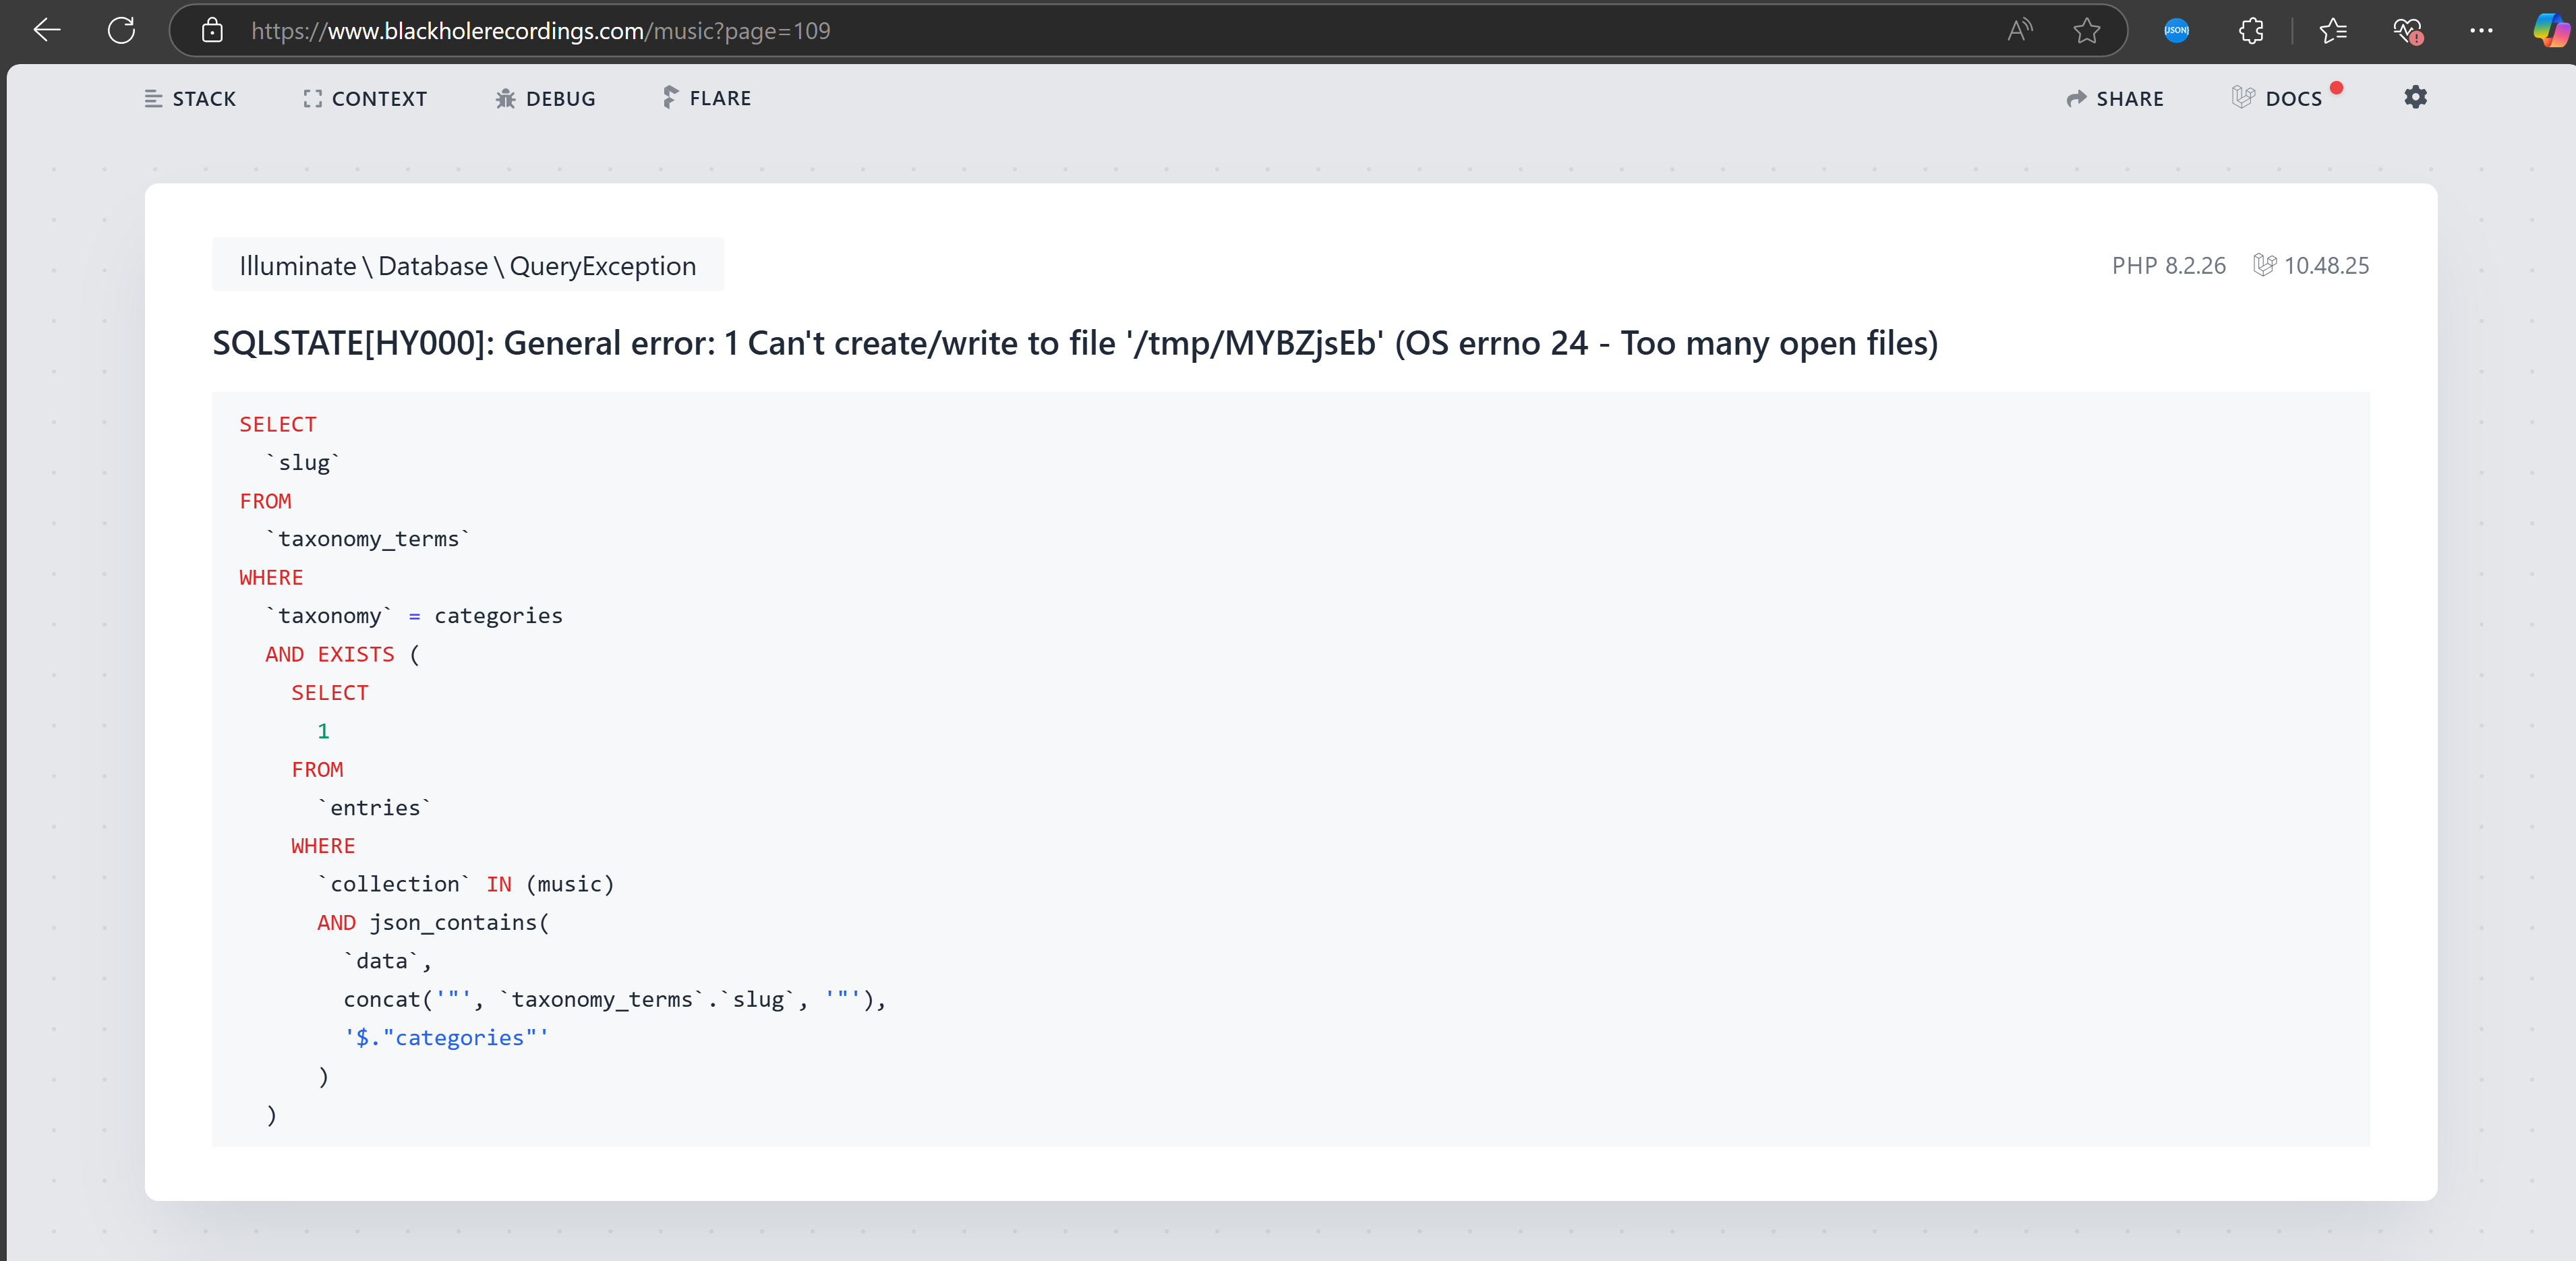 https://www.blackholerecordings.com/music?page=109
JSON
STACK CONTEXT DEBUG FLARE SHARE DOCS
Illuminate\Database\QueryException PHP 8.2.26 10.48.25
SQLSTATE[HY000]: General error: 1 Can't create/write to file '/tmp/MYBZjsEb' (OS errno 24 - Too many open files)
SELECT
`slug`
FROM
`taxonomy_terms`
WHERE
`taxonomy` = categories
AND EXISTS (
SELECT
1
FROM
`entries`
WHERE
`collection` IN (music)
AND json_contains(
`data`,
concat('"', `taxonomy_terms`.`slug`, '"'),
'$."categories"'
)
)